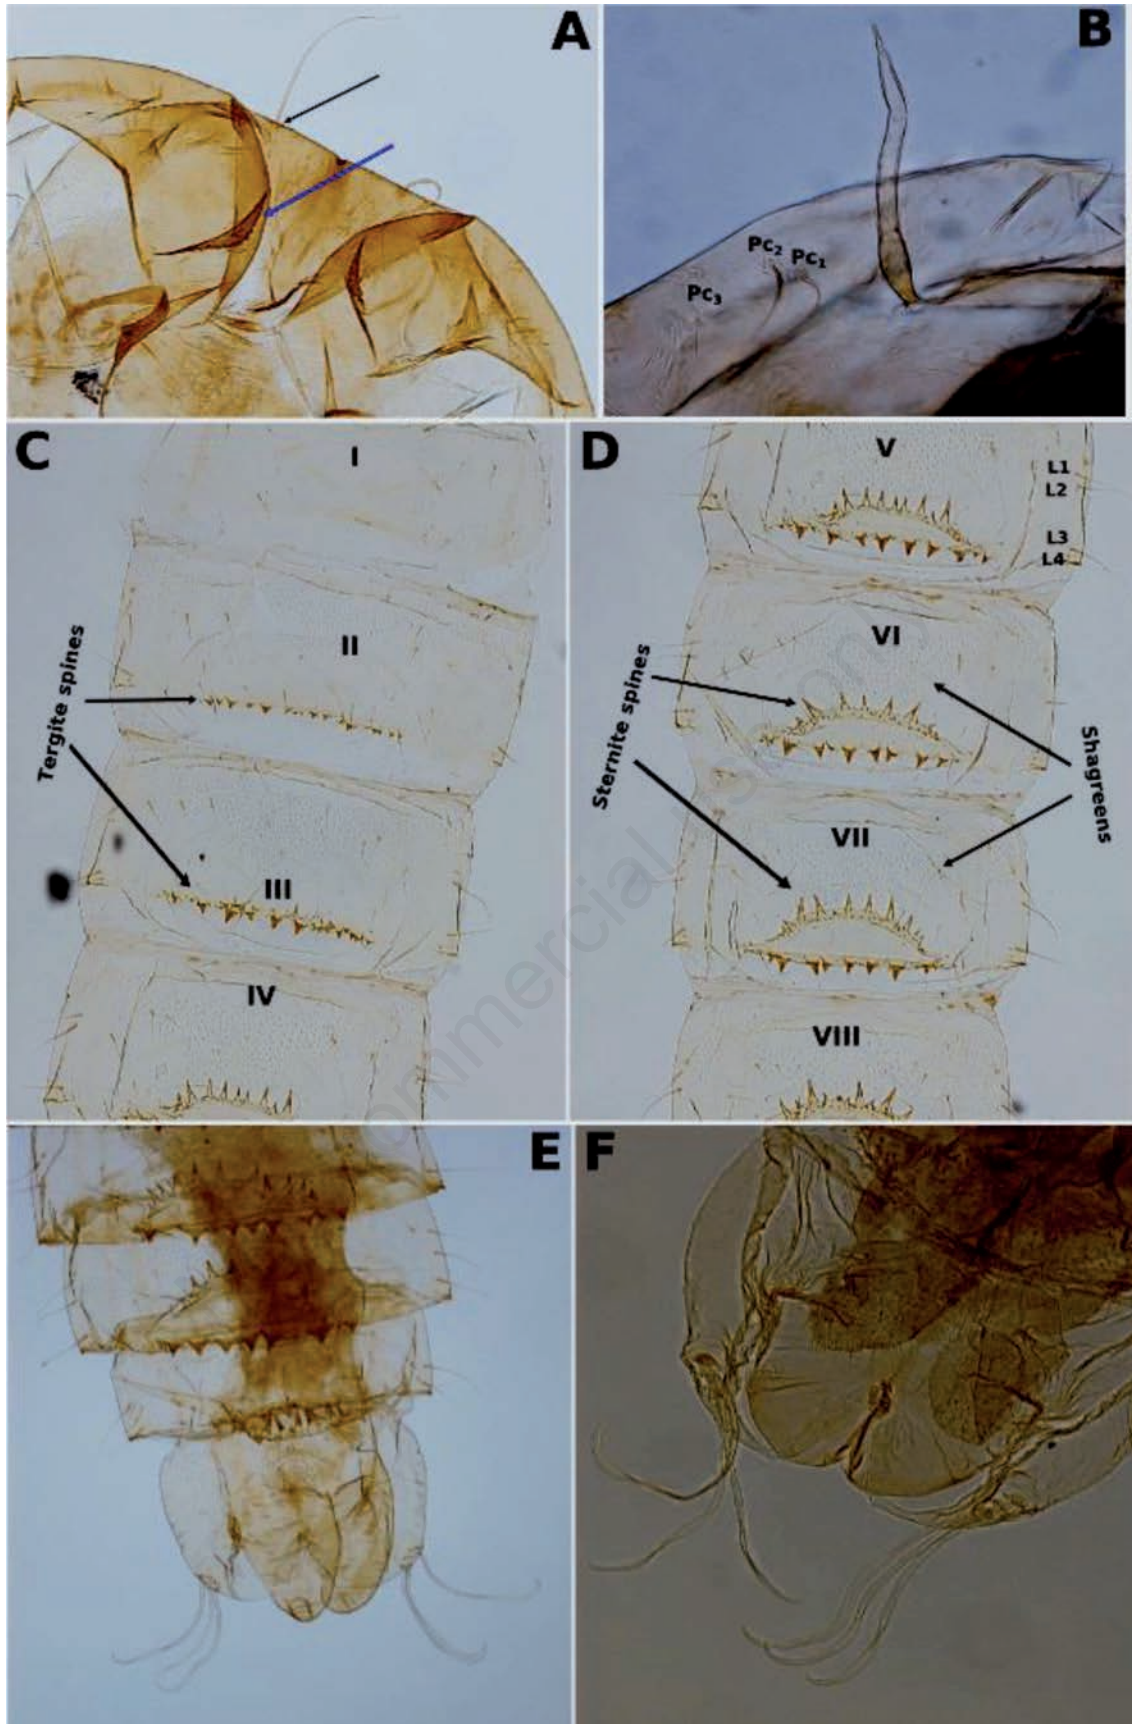 A
B
PC₂
PC₁
PC₃
C
I
D
V
L1
L2
L3
L4
II
VI
Tergite spines
Sternite spines
Shagreens
III
VII
IV
VIII
E
F